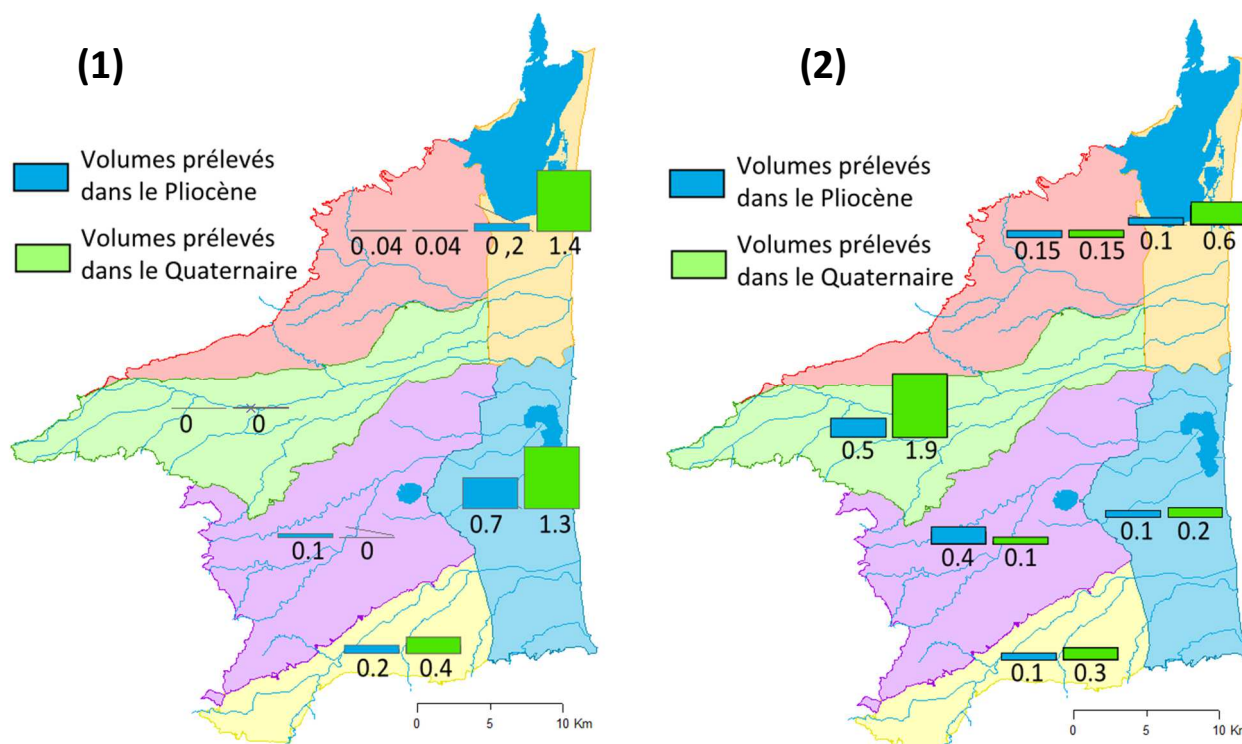 (1)
Volumes prélevés
dans le Pliocène
Volumes prélevés
dans le Quaternaire
0.04 0.04 0 ,2 1.4
0 0
0.7 1.3
0.1 0
0.2 0.4
0 5 10 Km
(2)
Volumes prélevés
dans le Pliocène
Volumes prélevés
dans le Quaternaire
0.15 0.15 0.1 0.6
0.5 1.9
0.1 0.2
0.4 0.1
0.1 0.3
0 5 10 Km